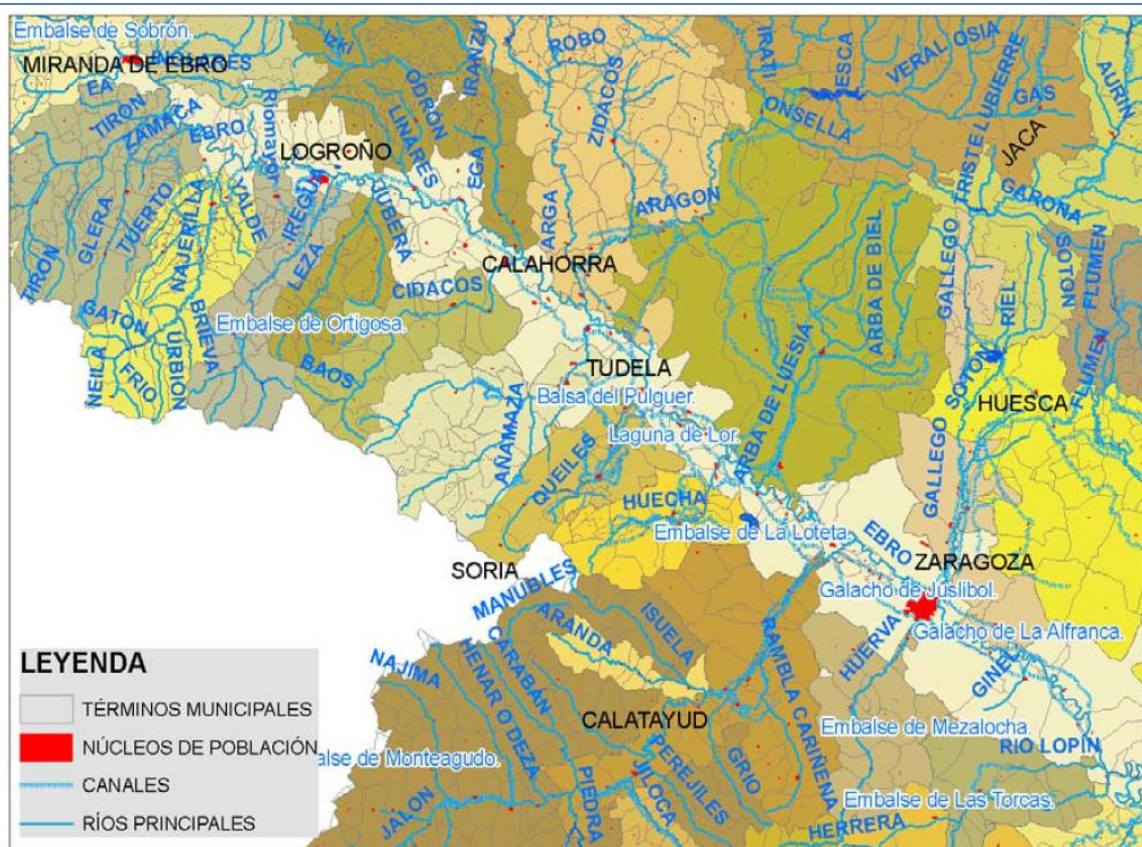 Embalse de Sobrón.
MIRANDA DE EBRO
EA
TIRON
ZAMACA
EBRO
Riomayor
Izki
ODRÓN
LINARES
IRANZU
EGA
ROBO
ZIDACOS
ARGA
ARAGON
IRATI
ESCA
VERAL
OSIA
ONSELLA
TRISTE
LUBIERRE
GAS
JACA
AURIN
GARONA
LOGROÑO
IREGUA
JUBERA
LEZA
CIDACOS
CALAHORRA
TIRON
GLERA
TUERTO
NAJERILLA
VALDE
GATON
NEILA
FRIO
URBION
BRIEVA
Embalse de Ortigosa.
BAOS
AÑAMAZA
TUDELA
Balsa del Pulguer.
Laguna de Lor.
QUEILES
HUECHA
ARBA DE LUESIA
ARBA DE BIEL
GALLEGO
RIEL
SOTON
FLUMEN
SOTON
HUESCA
FLUMEN
GALLEGO
Embalse de La Loteta.
EBRO
ZARAGOZA
Galacho de Juslibol.
Galacho de La Alfranca.
HUERVA
GINEL
SORIA
MANUBLES
ARANDA
ISUELA
CARABÁN
HENAR O DEZA
NAJIMA
CALATAYUD
RAMBLA CARIÑENA
Embalse de Mezalocha.
RIO LOPÍN
alse de Monteagudo.
JALON
PIEDRA
JILOCA
PEREJILES
GRIO
Embalse de Las Torcas.
HERRERA
LEYENDA
TÉRMINOS MUNICIPALES
NÚCLEOS DE POBLACIÓN
CANALES
RÍOS PRINCIPALES